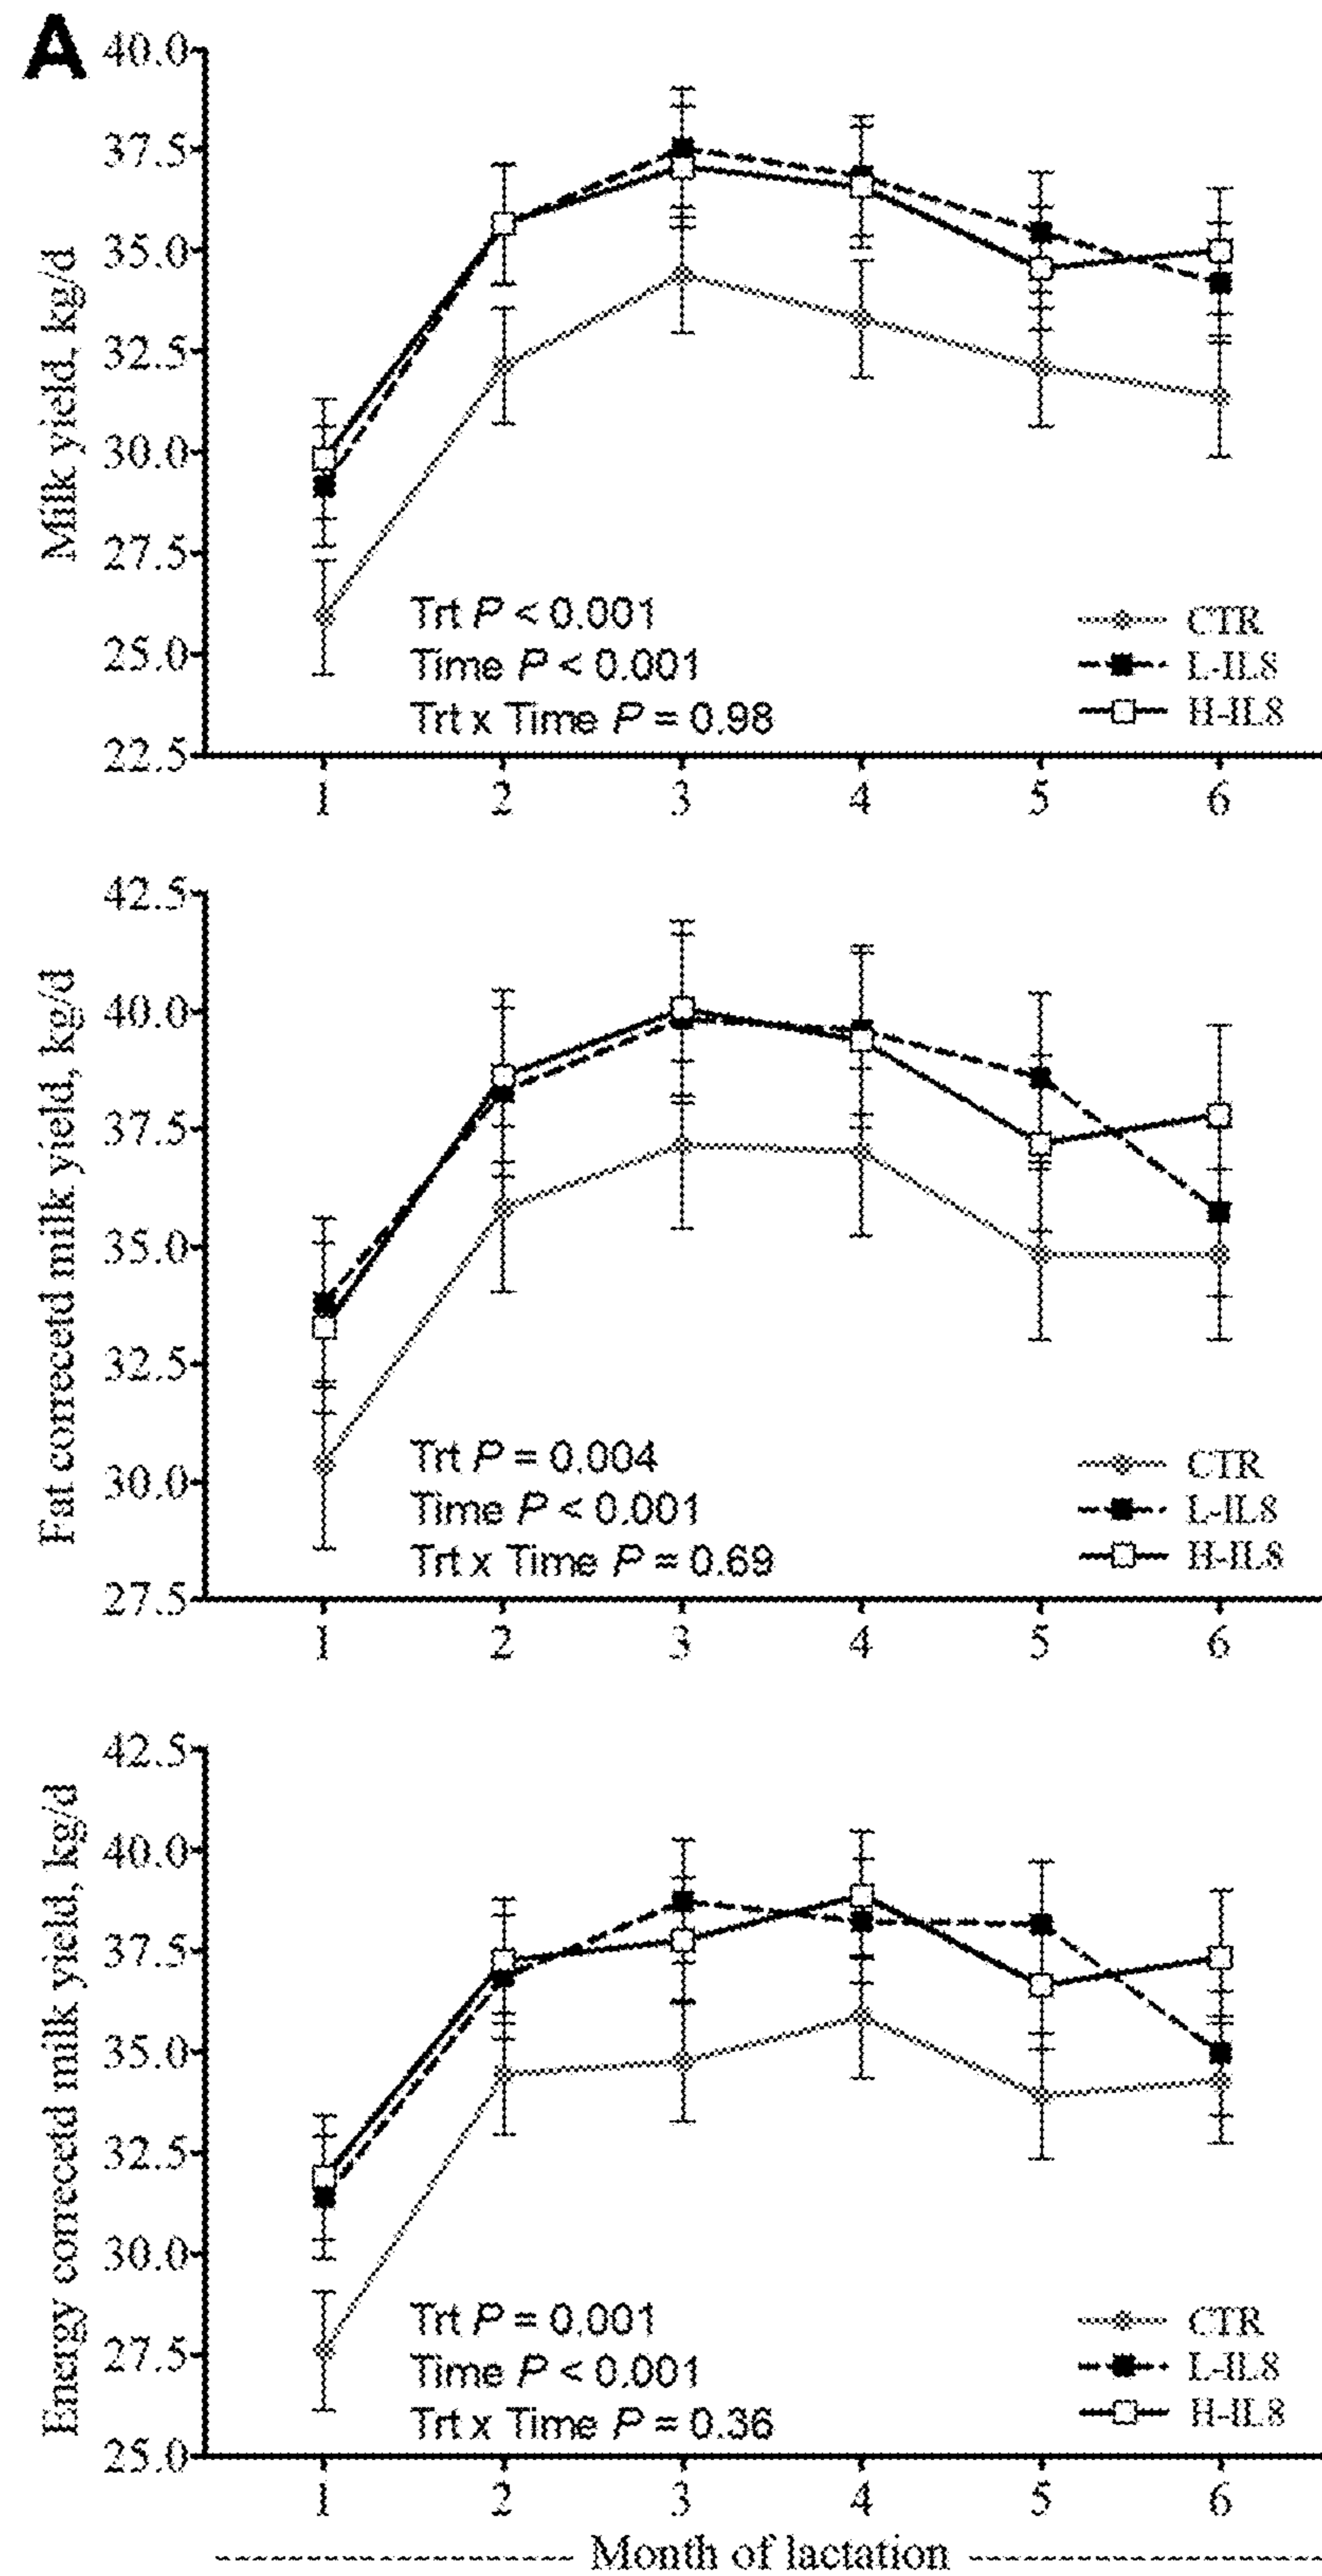 A
40.0
37.5
35.0
32.5
30.0
27.5
25.0
22.5
Milk yield, kg/d
Trt P < 0.001
Time P < 0.001
Trt x Time P = 0.98
CTR
L-IL8
H-IL8
1 2 3 4 5 6
42.5
40.0
37.5
35.0
32.5
30.0
27.5
Fat correcetd milk yield, kg/d
Trt P = 0.004
Time P < 0.001
Trt x Time P = 0.69
CTR
L-IL8
H-IL8
1 2 3 4 5 6
42.5
40.0
37.5
35.0
32.5
30.0
27.5
25.0
Energy correcetd milk yield, kg/d
Trt P = 0.001
Time P < 0.001
Trt x Time P = 0.36
CTR
L-IL8
H-IL8
1 2 3 4 5 6
Month of lactation